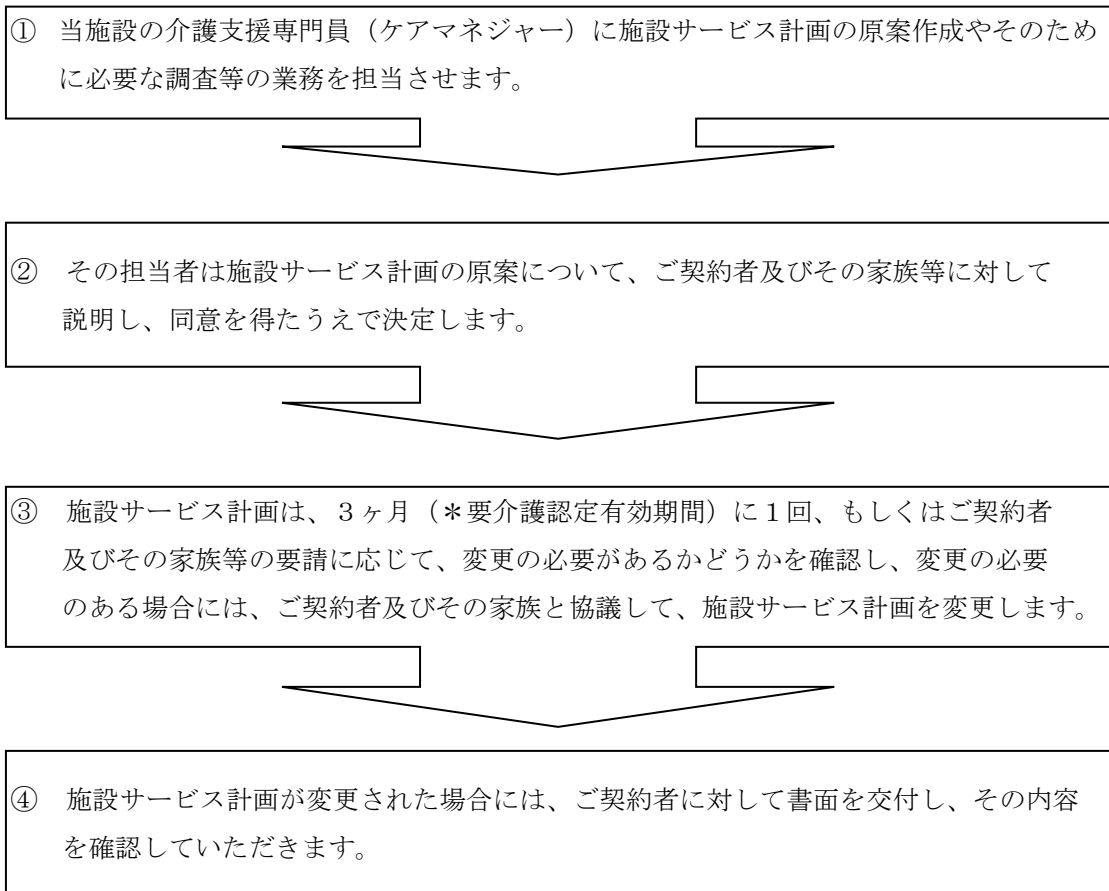 ① 当施設の介護支援専門員（ケアマネジャー）に施設サービス計画の原案作成やそのため
に必要な調査等の業務を担当させます。
② その担当者は施設サービス計画の原案について、ご契約者及びその家族等に対して
説明し、同意を得たうえで決定します。
③ 施設サービス計画は、３ヶ月（＊要介護認定有効期間）に１回、もしくはご契約者
及びその家族等の要請に応じて、変更の必要があるかどうかを確認し、変更の必要
のある場合には、ご契約者及びその家族と協議して、施設サービス計画を変更します。
④ 施設サービス計画が変更された場合には、ご契約者に対して書面を交付し、その内容
を確認していただきます。